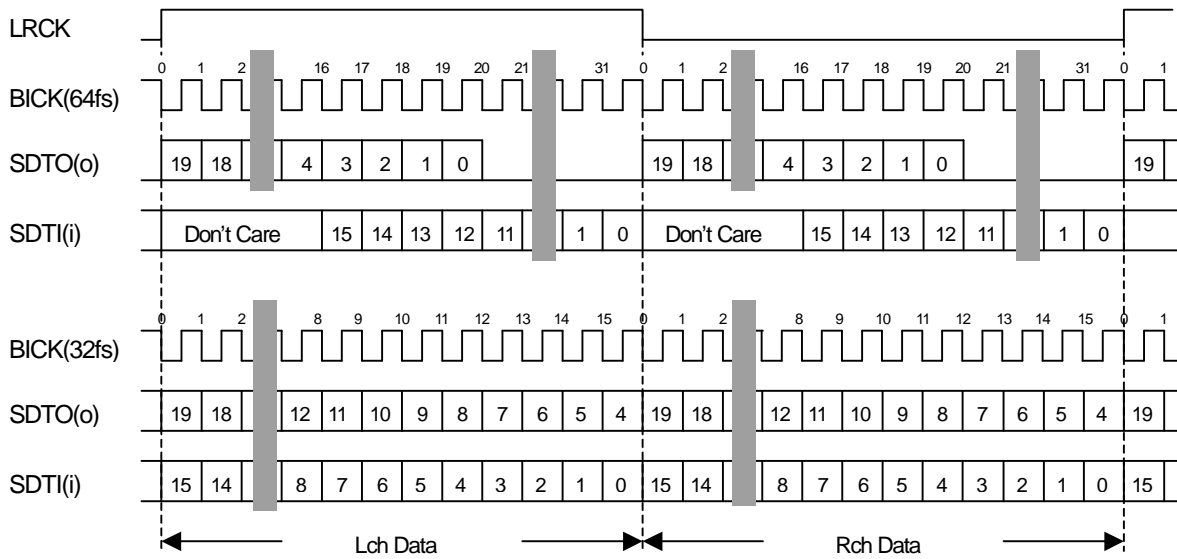 LRCK
0 1 2 16 17 18 19 20 21 31 0 1 2 16 17 18 19 20 21 31 0 1
BICK(64fs)
SDTO(o) 19 18 4 3 2 1 0 19 18 4 3 2 1 0 19
SDTI(i) Don't Care 15 14 13 12 11 1 0 Don't Care 15 14 13 12 11 1 0
0 1 2 8 9 10 11 12 13 14 15 0 1 2 8 9 10 11 12 13 14 15 0 1
BICK(32fs)
SDTO(o) 19 18 12 11 10 9 8 7 6 5 4 19 18 12 11 10 9 8 7 6 5 4 19
SDTI(i) 15 14 8 7 6 5 4 3 2 1 0 15 14 8 7 6 5 4 3 2 1 0 15
Lch Data Rch Data